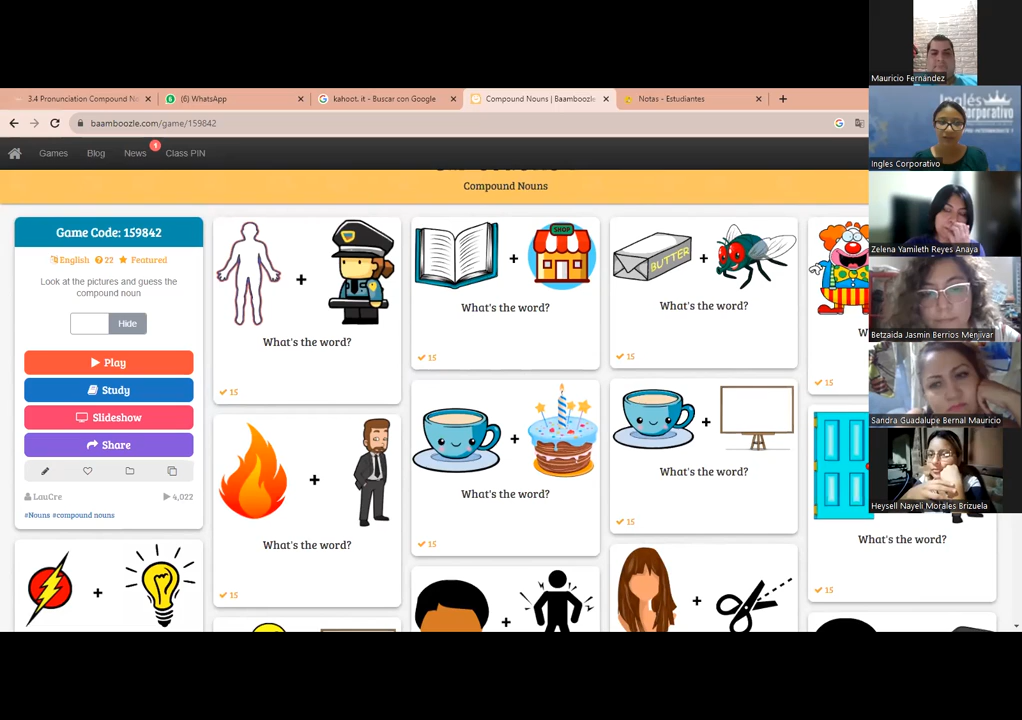 3.4 Pronunciation Compound No
(6) WhatsApp
kahoot. it - Buscar con Google
Compound Nouns | Baamboozle
Notas - Estudiantes
baamboozle.com/game/159842
Games
Blog
News
1
Class PIN
Compound Nouns
Game Code: 159842
English
22
Featured
Look at the pictures and guess the
compound noun
Hide
Play
Study
Slideshow
Share
LauCre
4,022
#Nouns #compound nouns
What's the word?
15
SHOP
What's the word?
15
BUTTER
What's the word?
15
15
What's the word?
15
What's the word?
15
What's the word?
15
What's the word?
15
Mauricio Fernández
Inglés
Corporativo
Ingles Corporativo
Zelena Yamileth Reyes Anaya
Betzaida Jasmin Berrios Menjivar
Sandra Guadalupe Bernal Mauricio
Heysell Nayeli Morales Brizuela